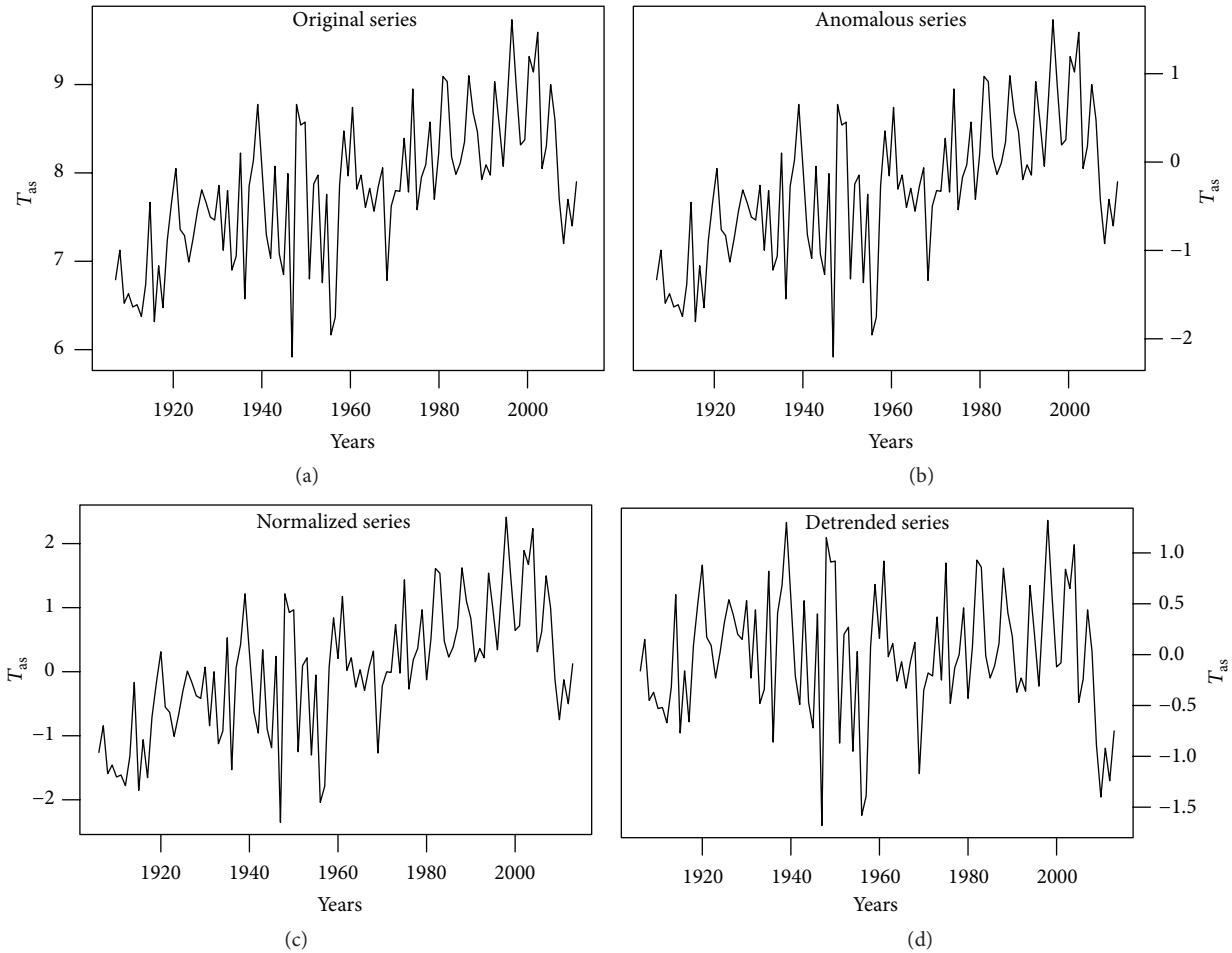 Original series
9
8
7
6
T_as
1920 1940 1960 1980 2000
Years
(a)
Anomalous series
1
0
−1
−2
T_as
1920 1940 1960 1980 2000
Years
(b)
Normalized series
2
1
0
−1
−2
T_as
1920 1940 1960 1980 2000
Years
(c)
Detrended series
1.0
0.5
0.0
−0.5
−1.0
−1.5
T_as
1920 1940 1960 1980 2000
Years
(d)